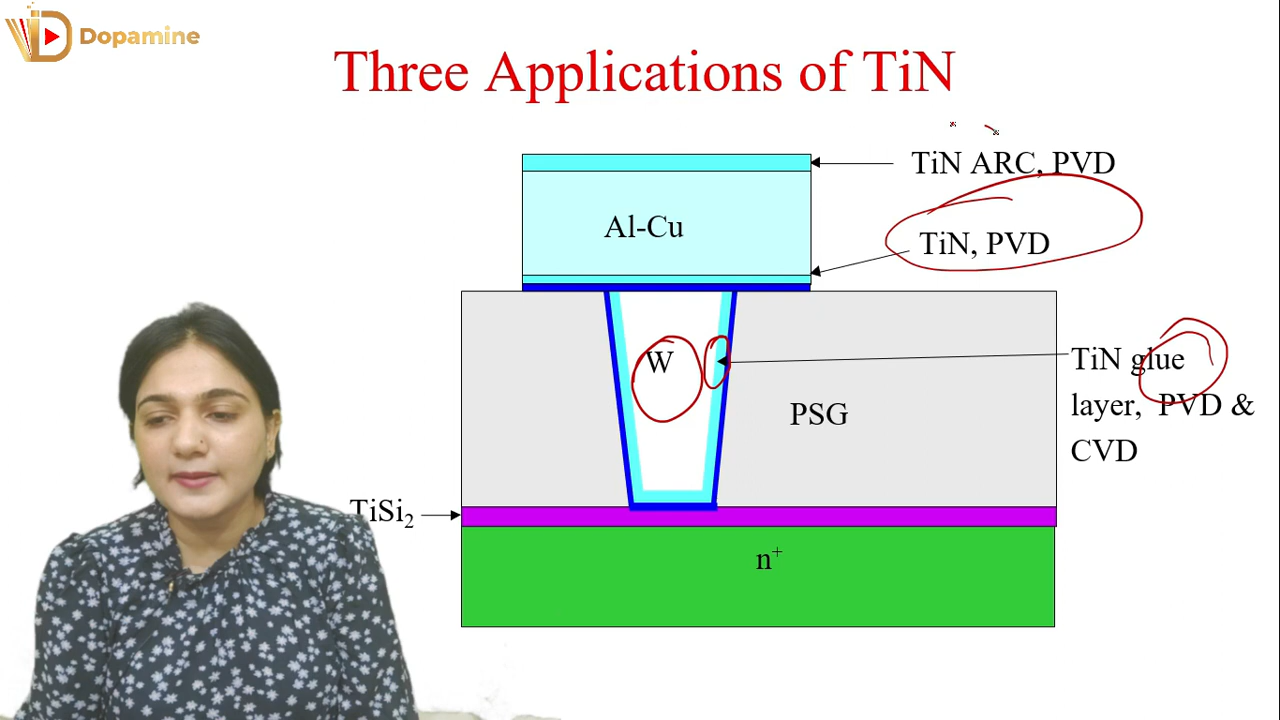 Dopamine
Three Applications of TiN
TiN ARC, PVD
Al-Cu
TiN, PVD
W
TiN glue
layer, PVD &
CVD
PSG
TiSi₂
n⁺